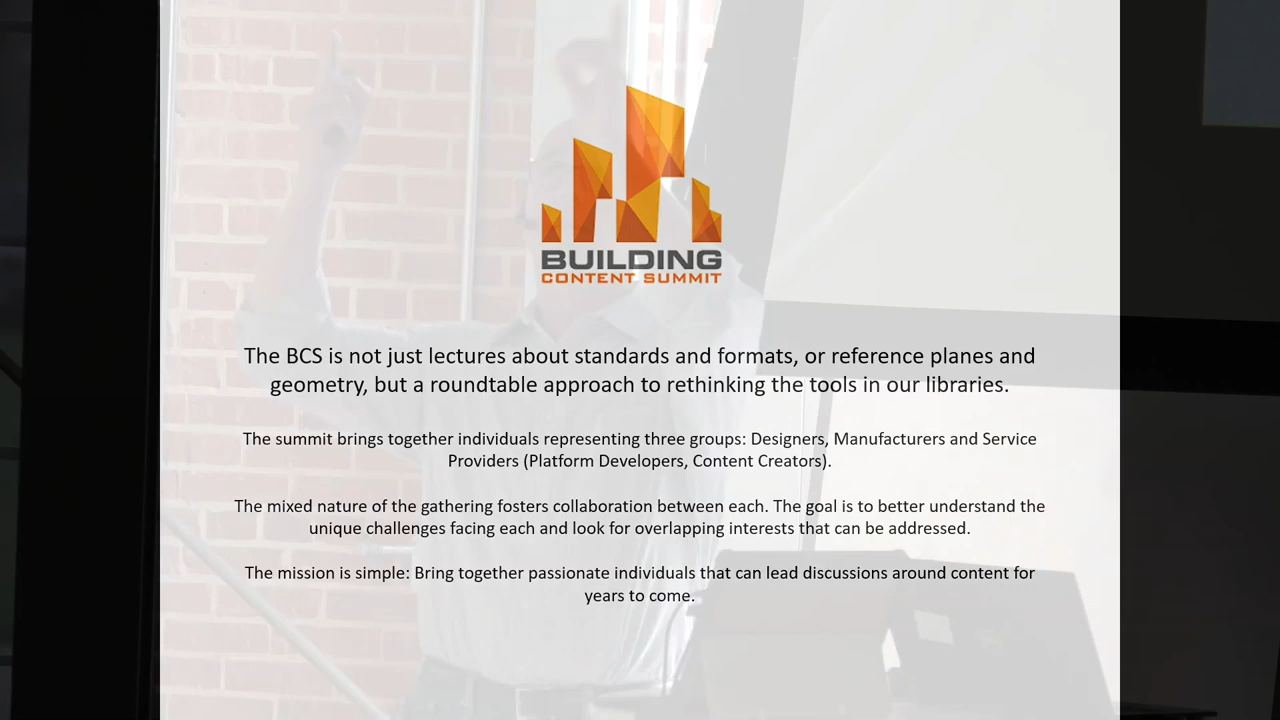 BUILDING
CONTENT SUMMIT
The BCS is not just lectures about standards and formats, or reference planes and
geometry, but a roundtable approach to rethinking the tools in our libraries.
The summit brings together individuals representing three groups: Designers, Manufacturers and Service
Providers (Platform Developers, Content Creators).
The mixed nature of the gathering fosters collaboration between each. The goal is to better understand the
unique challenges facing each and look for overlapping interests that can be addressed.
The mission is simple: Bring together passionate individuals that can lead discussions around content for
years to come.